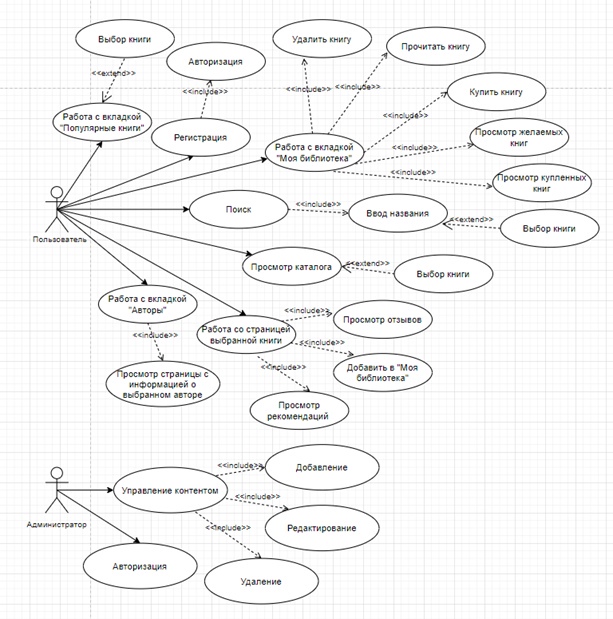 Выбор книги
<<extend>>
Работа с вкладкой
"Популярные книги"
Авторизация
<<include>>
Регистрация
Удалить книгу
<<include>>
Прочитать книгу
<<include>>
Купить книгу
<<include>>
Работа с вкладкой
"Моя библиотека"
Просмотр желаемых
книг
<<include>>
Просмотр купленных
книг
<<include>>
Пользователь
Поиск
<<include>>
Ввод названия
<<extend>>
Выбор книги
Просмотр каталога
<<extend>>
Выбор книги
Работа с вкладкой
"Авторы"
<<include>>
Просмотр страницы с
информацией о
выбранном авторе
Работа со страницей
выбранной книги
<<include>>
Просмотр отзывов
<<include>>
Добавить в "Моя
библиотека"
<<include>>
Просмотр
рекомендаций
Администратор
Управление контентом
<<include>>
Добавление
<<include>>
Редактирование
<<include>>
Удаление
Авторизация